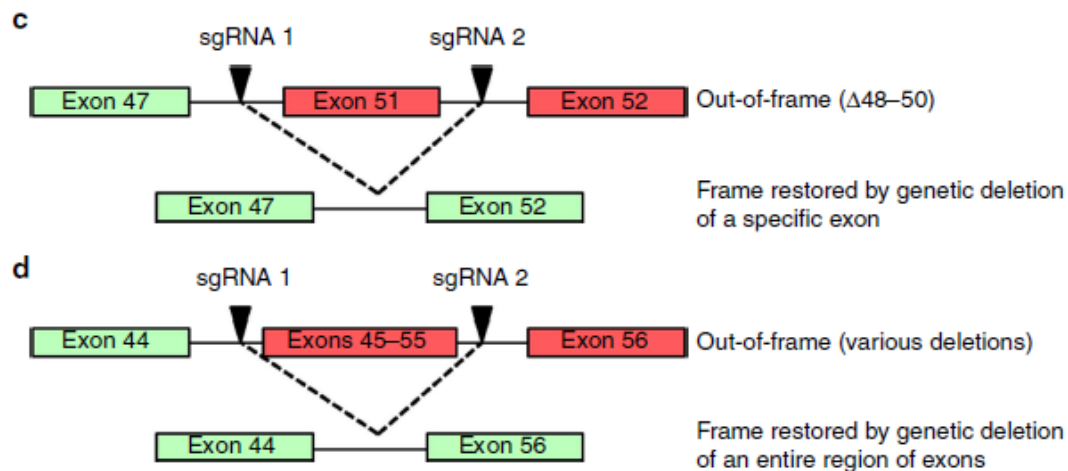 c
sgRNA 1 sgRNA 2
Exon 47 Exon 51 Exon 52 Out-of-frame (Δ48–50)
Exon 47 Exon 52 Frame restored by genetic deletion
of a specific exon
d
sgRNA 1 sgRNA 2
Exon 44 Exons 45–55 Exon 56 Out-of-frame (various deletions)
Exon 44 Exon 56 Frame restored by genetic deletion
of an entire region of exons